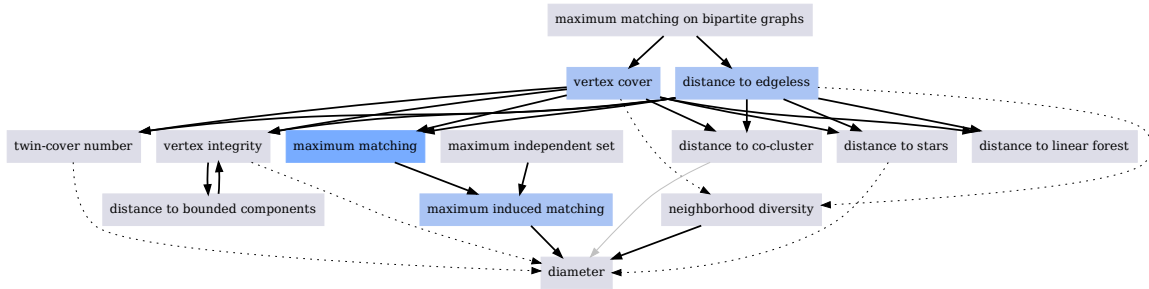 maximum matching on bipartite graphs
vertex cover
distance to edgeless
twin-cover number
vertex integrity
maximum matching
maximum independent set
distance to co-cluster
distance to stars
distance to linear forest
distance to bounded components
maximum induced matching
neighborhood diversity
diameter